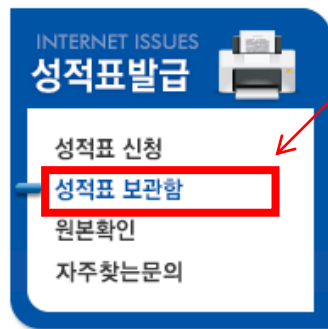 INTERNET ISSUES
성적표발급
성적표 신청
성적표 보관함
원본확인
자주찾는문의